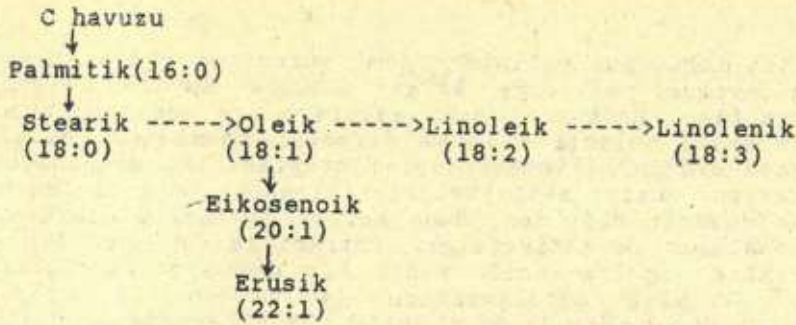 C havuzu
Palmitik(16:0)
Stearik ----->Oleik ----->Linoleik ----->Linolenik
(18:0) (18:1) (18:2) (18:3)
Eikosenoik
(20:1)
Erusik
(22:1)